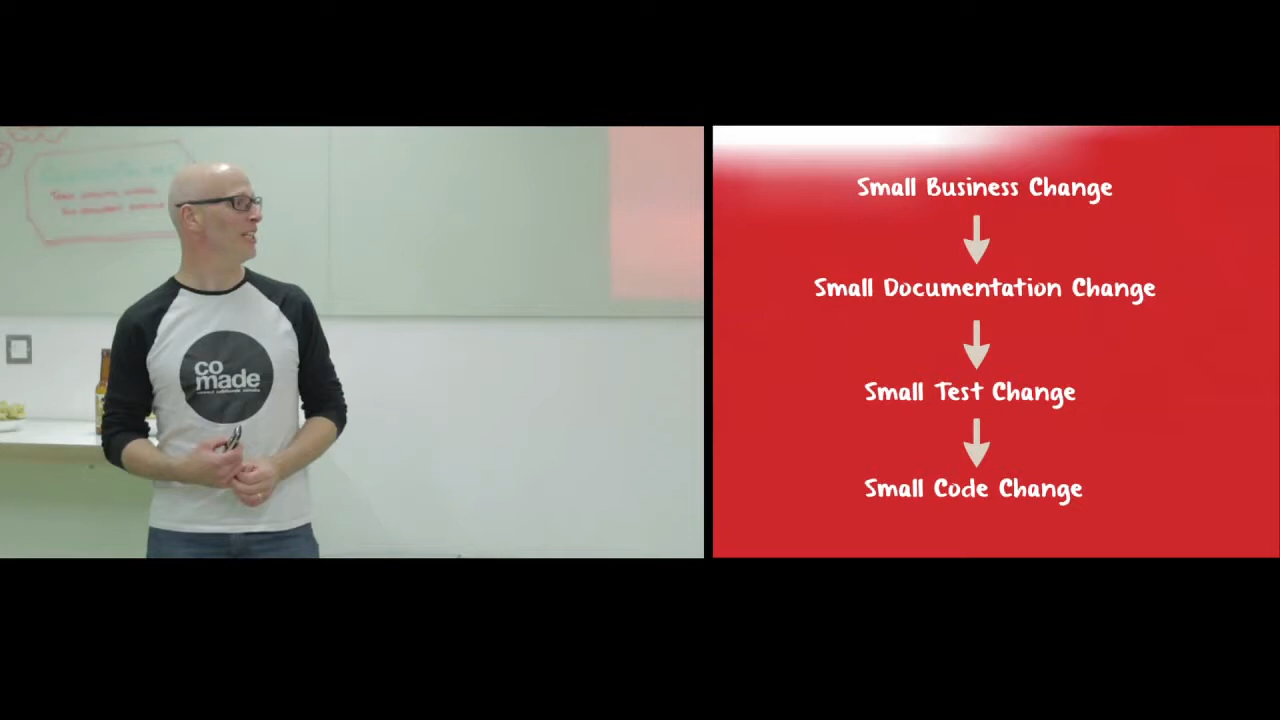 co
made
Small Business Change
Small Documentation Change
Small Test Change
Small Code Change